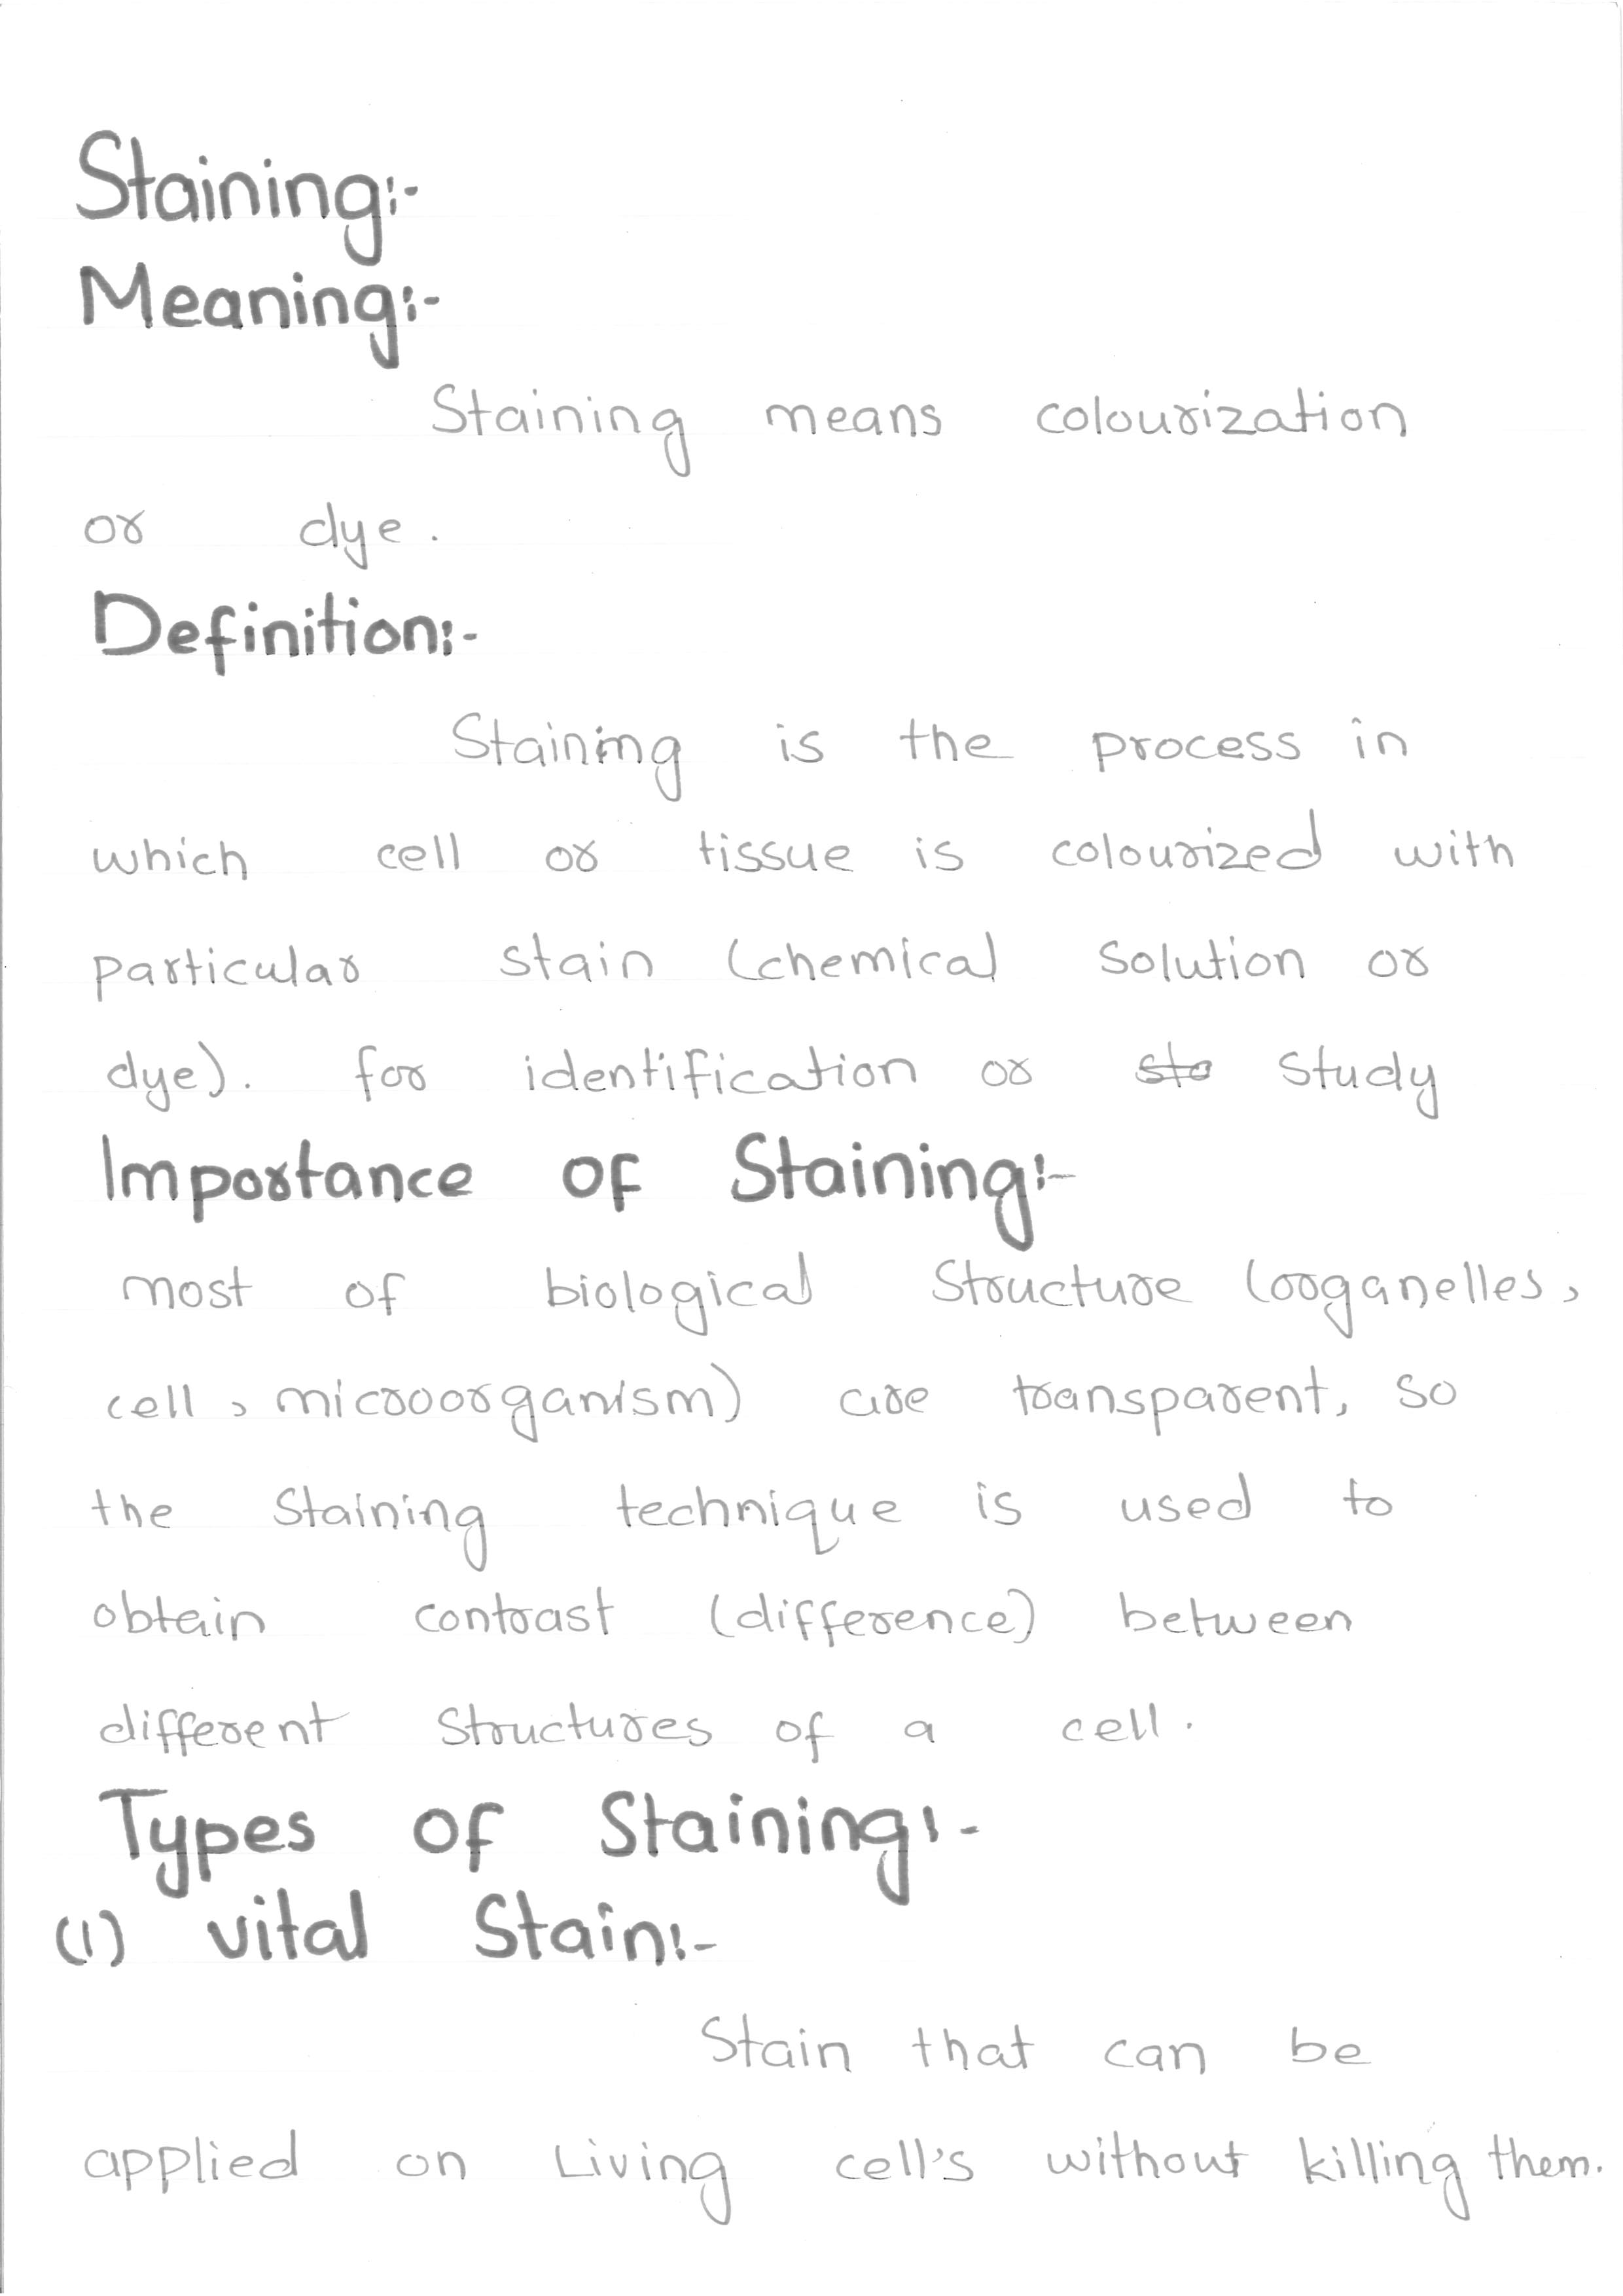 Staining:-
Meaning:-
Staining means colourization
or dye.
Definition:-
Staining is the process in
which cell or tissue is colourized with
particular stain (chemical solution or
dye). for identification or sto study
Importance of Staining:-
most of biological structure (organelles,
cell, microorganism) are transparent, so
the staining technique is used to
obtain contrast (difference) between
different structures of a cell.
Types of Staining:-
(1) vital Stain:-
Stain that can be
applied on Living cell's without killing them.